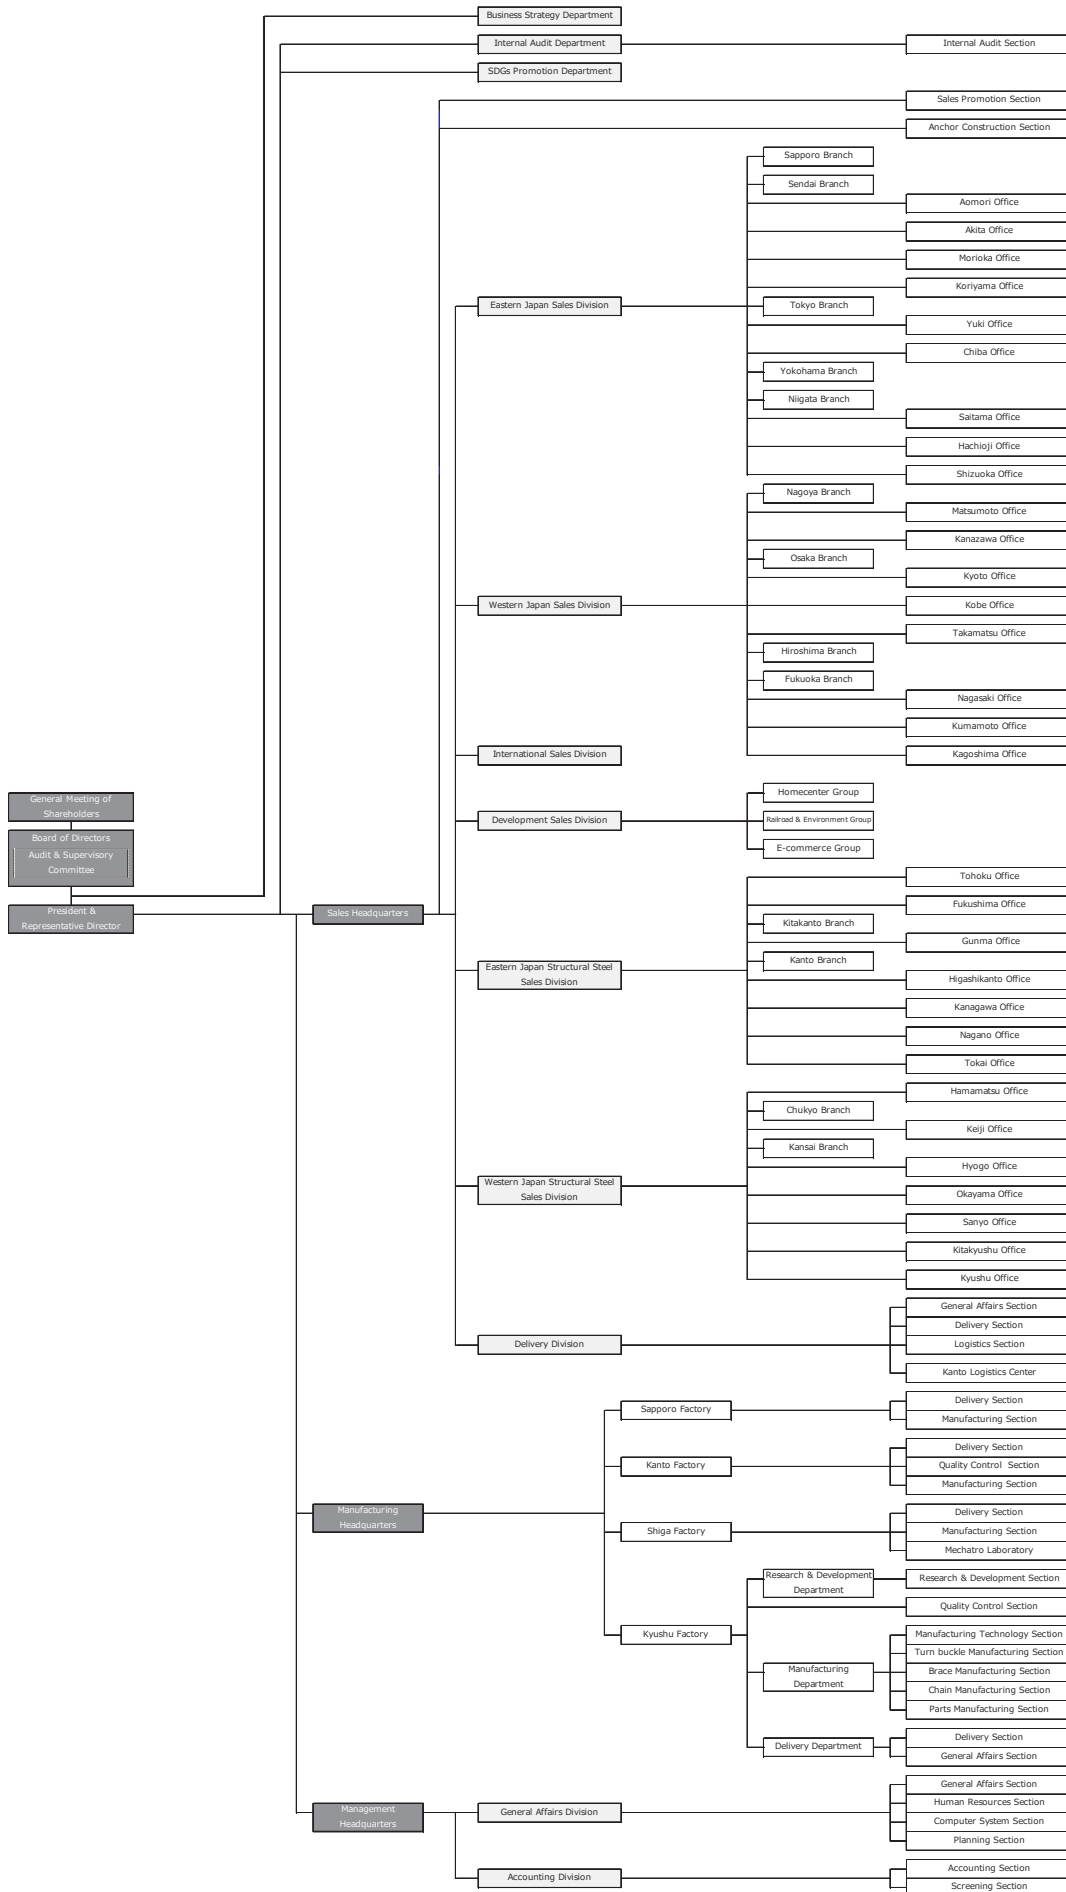 Business Strategy Department
Internal Audit Department
Internal Audit Section
SDGs Promotion Department
Sales Promotion Section
Anchor Construction Section
Sapporo Branch
Sendai Branch
Aomori Office
Akita Office
Morioka Office
Koriyama Office
Eastern Japan Sales Division
Tokyo Branch
Yuki Office
Chiba Office
Yokohama Branch
Niigata Branch
Saitama Office
Hachioji Office
Shizuoka Office
Nagoya Branch
Matsumoto Office
Kanazawa Office
Osaka Branch
Kyoto Office
Western Japan Sales Division
Kobe Office
Takamatsu Office
Hiroshima Branch
Fukuoka Branch
Nagasaki Office
Kumamoto Office
International Sales Division
Kagoshima Office
General Meeting of
Shareholders
Board of Directors
Audit & Supervisory
Committee
President &
Representative Director
Homecenter Group
Development Sales Division
Railroad & Environment Group
E-commerce Group
Sales Headquarters
Tohoku Office
Fukushima Office
Kitakanto Branch
Gunma Office
Kanto Branch
Eastern Japan Structural Steel
Sales Division
Higashikanto Office
Kanagawa Office
Nagano Office
Tokai Office
Hamamatsu Office
Chukyo Branch
Keiji Office
Kansai Branch
Hyogo Office
Western Japan Structural Steel
Sales Division
Okayama Office
Sanyo Office
Kitakyushu Office
Kyushu Office
General Affairs Section
Delivery Section
Delivery Division
Logistics Section
Kanto Logistics Center
Sapporo Factory
Delivery Section
Manufacturing Section
Kanto Factory
Delivery Section
Quality Control Section
Manufacturing Section
Manufacturing
Headquarters
Shiga Factory
Delivery Section
Manufacturing Section
Mechatro Laboratory
Research & Development
Department
Research & Development Section
Quality Control Section
Kyushu Factory
Manufacturing Technology Section
Turn buckle Manufacturing Section
Manufacturing
Department
Brace Manufacturing Section
Chain Manufacturing Section
Parts Manufacturing Section
Delivery Department
Delivery Section
General Affairs Section
Management
Headquarters
General Affairs Division
General Affairs Section
Human Resources Section
Computer System Section
Planning Section
Accounting Division
Accounting Section
Screening Section